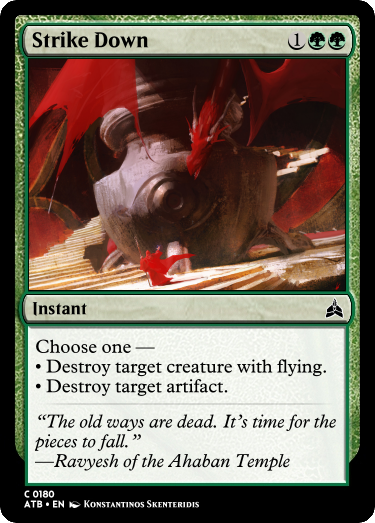 Strike Down 1
Instant
Choose one —
• Destroy target creature with flying.
• Destroy target artifact.
“The old ways are dead. It’s time for the
pieces to fall.”
—Ravyesh of the Ahaban Temple
C 0180
ATB • EN Konstantinos Skenteridis